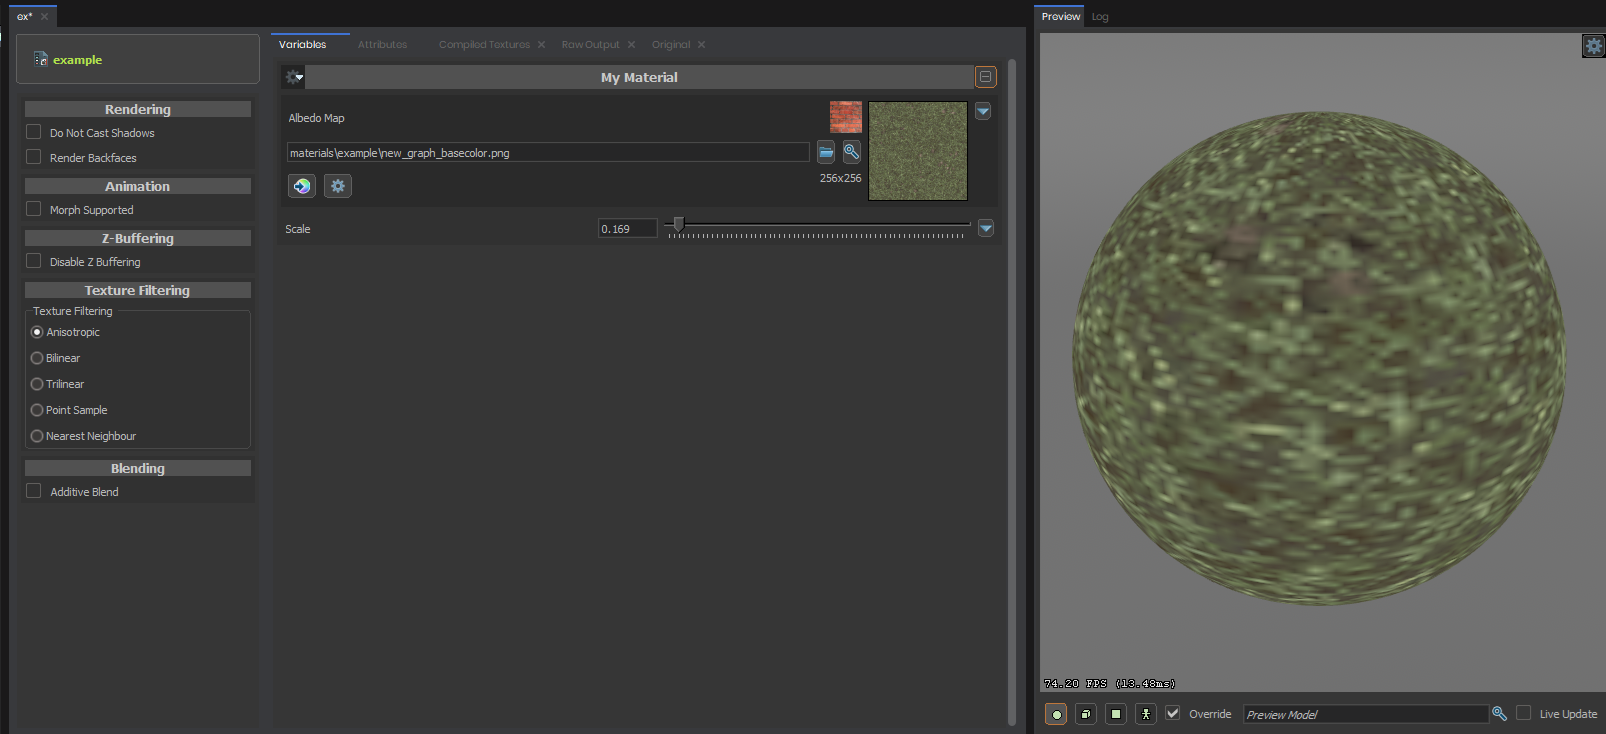 ex*
Preview
Log
example
Variables
Attributes
Compiled Textures
Raw Output
Original
My Material
Rendering
Do Not Cast Shadows
Render Backfaces
Animation
Morph Supported
Z-Buffering
Disable Z Buffering
Texture Filtering
Texture Filtering
Anisotropic
Bilinear
Trilinear
Point Sample
Nearest Neighbour
Blending
Additive Blend
Albedo Map
materials\example\new_graph_basecolor.png
256x256
Scale
0.169
74.20 FPS (13.48ms)
Override
Preview Model
Live Update